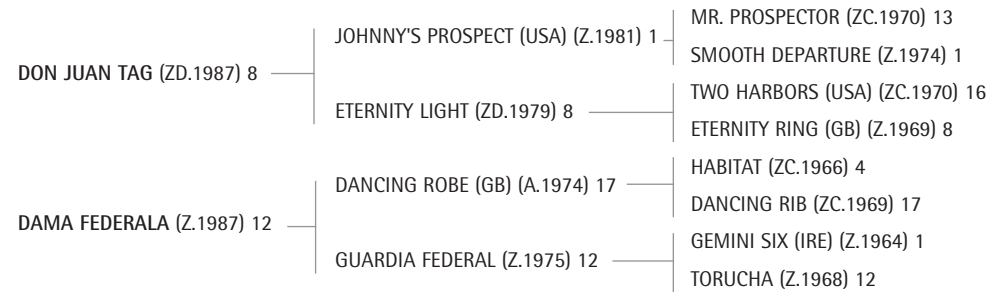 MR. PROSPECTOR (ZC.1970) 13
JOHNNY'S PROSPECT (USA) (Z.1981) 1
SMOOTH DEPARTURE (Z.1974) 1
DON JUAN TAG (ZD.1987) 8
TWO HARBORS (USA) (ZC.1970) 16
ETERNITY LIGHT (ZD.1979) 8
ETERNITY RING (GB) (Z.1969) 8
HABITAT (ZC.1966) 4
DANCING ROBE (GB) (A.1974) 17
DANCING RIB (ZC.1969) 17
DAMA FEDERALA (Z.1987) 12
GEMINI SIX (IRE) (Z.1964) 1
GUARDIA FEDERAL (Z.1975) 12
TORUCHA (Z.1968) 12